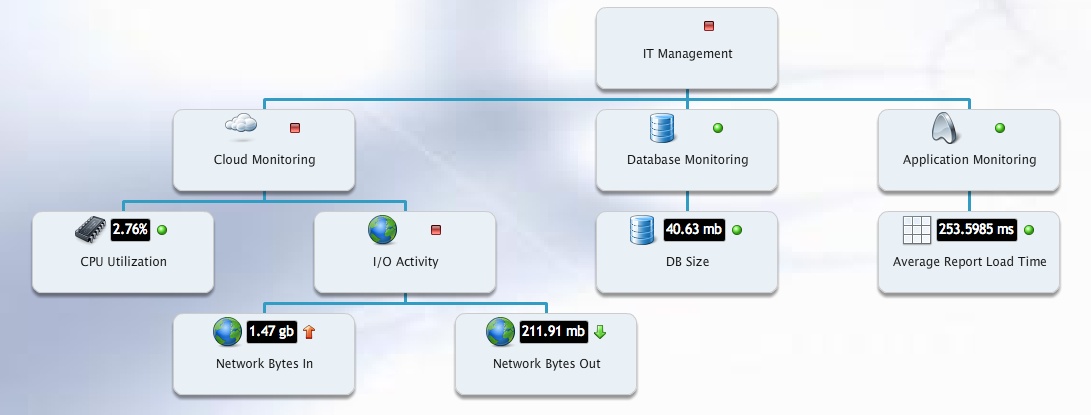 IT Management
Cloud Monitoring
Database Monitoring
Application Monitoring
2.76%
CPU Utilization
I/O Activity
40.63 mb
DB Size
253.5985 ms
Average Report Load Time
1.47 gb
Network Bytes In
211.91 mb
Network Bytes Out